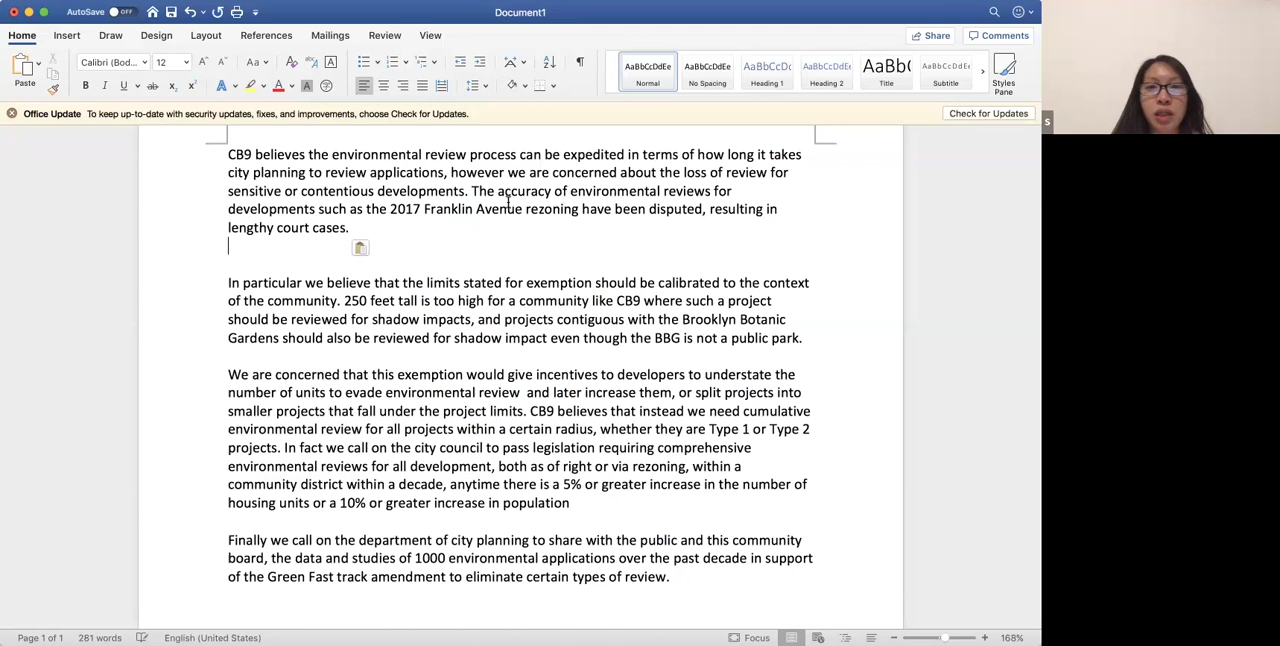 AutoSave OFF
Document1
Home Insert Draw Design Layout References Mailings Review View
Share Comments
Paste
Calibri (Bod... 12
AaBbCcDdEe AaBbCcDdEe AaBbCcDc AaBbCcDdEe AaBb( AaBbCcDdEe
Normal No Spacing Heading 1 Heading 2 Title Subtitle
Styles
Pane
Office Update To keep up-to-date with security updates, fixes, and improvements, choose Check for Updates.
Check for Updates
CB9 believes the environmental review process can be expedited in terms of how long it takes
city planning to review applications, however we are concerned about the loss of review for
sensitive or contentious developments. The accuracy of environmental reviews for
developments such as the 2017 Franklin Avenue rezoning have been disputed, resulting in
lengthy court cases.
In particular we believe that the limits stated for exemption should be calibrated to the context
of the community. 250 feet tall is too high for a community like CB9 where such a project
should be reviewed for shadow impacts, and projects contiguous with the Brooklyn Botanic
Gardens should also be reviewed for shadow impact even though the BBG is not a public park.
We are concerned that this exemption would give incentives to developers to understate the
number of units to evade environmental review and later increase them, or split projects into
smaller projects that fall under the project limits. CB9 believes that instead we need cumulative
environmental review for all projects within a certain radius, whether they are Type 1 or Type 2
projects. In fact we call on the city council to pass legislation requiring comprehensive
environmental reviews for all development, both as of right or via rezoning, within a
community district within a decade, anytime there is a 5% or greater increase in the number of
housing units or a 10% or greater increase in population
Finally we call on the department of city planning to share with the public and this community
board, the data and studies of 1000 environmental applications over the past decade in support
of the Green Fast track amendment to eliminate certain types of review.
Page 1 of 1 281 words English (United States)
Focus 168%
S